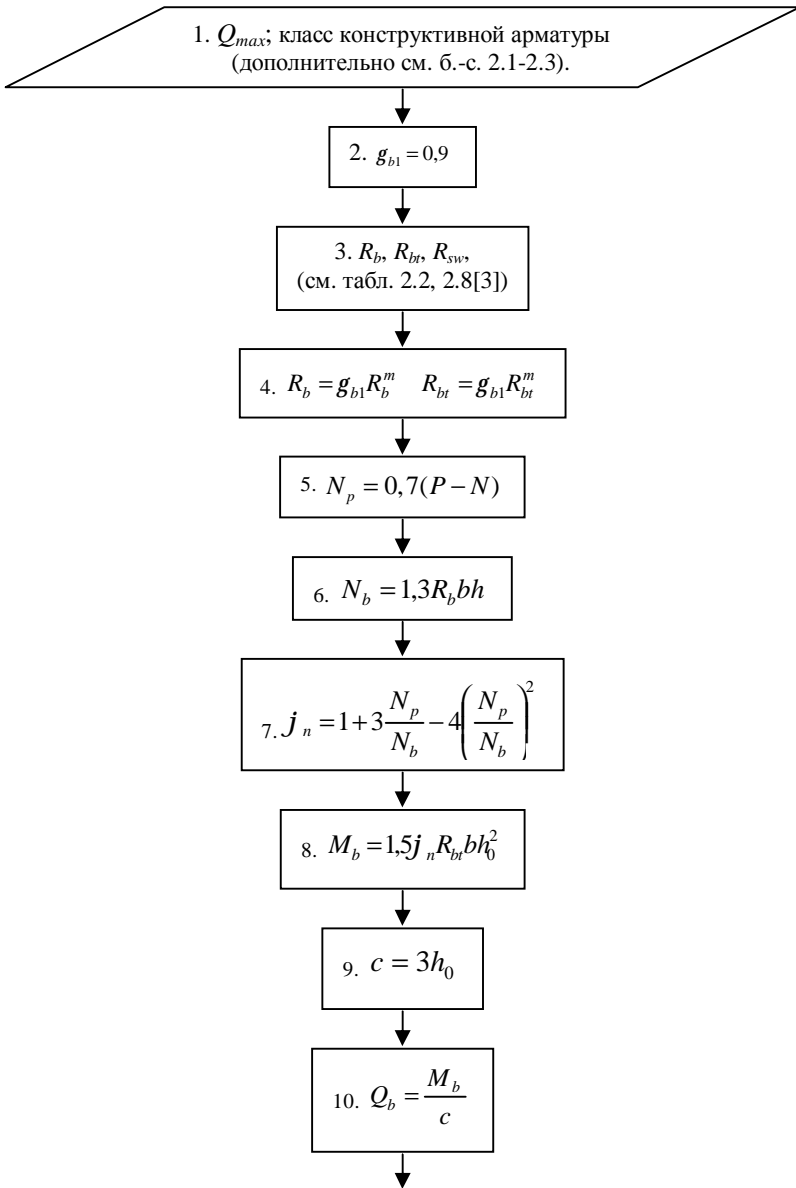 1. Q_max; класс конструктивной арматуры
(дополнительно см. б.-с. 2.1-2.3).
2. g_b1 = 0,9
3. R_b, R_bt, R_sw,
(см. табл. 2.2, 2.8[3])
4. R_b = g_b1 R_b^m R_bt = g_b1 R_bt^m
5. N_p = 0,7(P − N)
6. N_b = 1,3R_b bh
7. j_n = 1 + 3 N_p/N_b − 4(N_p/N_b)^2
8. M_b = 1,5j_n R_bt bh_0^2
9. c = 3h_0
10. Q_b = M_b/c